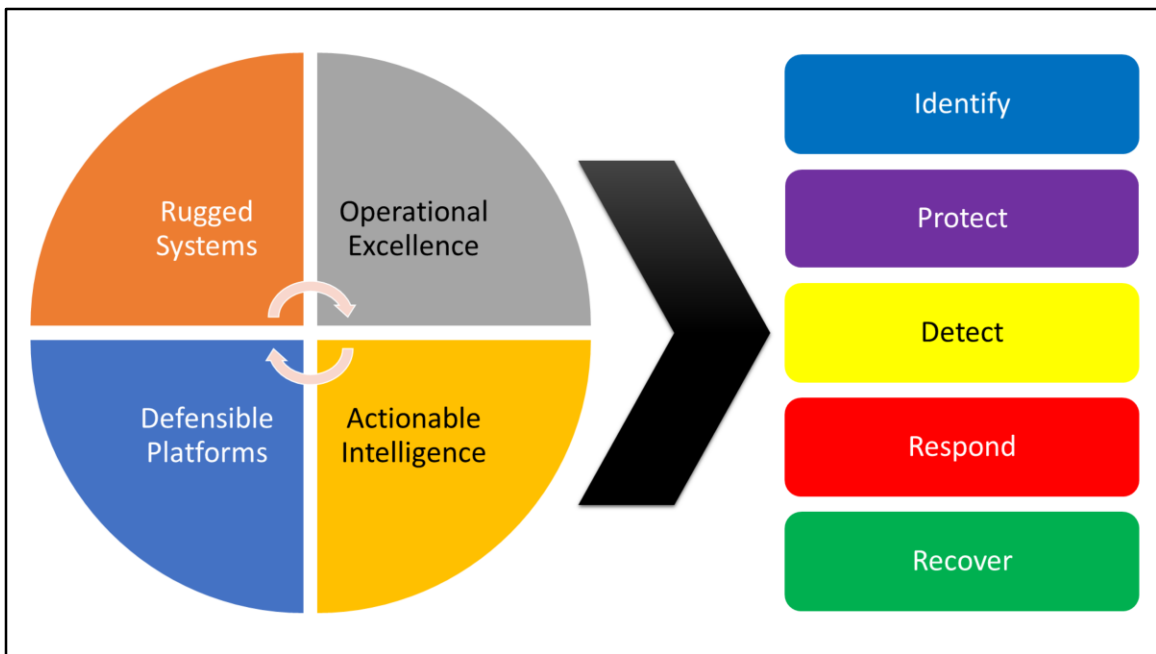 Rugged
Systems
Operational
Excellence
Defensible
Platforms
Actionable
Intelligence
Identify
Protect
Detect
Respond
Recover